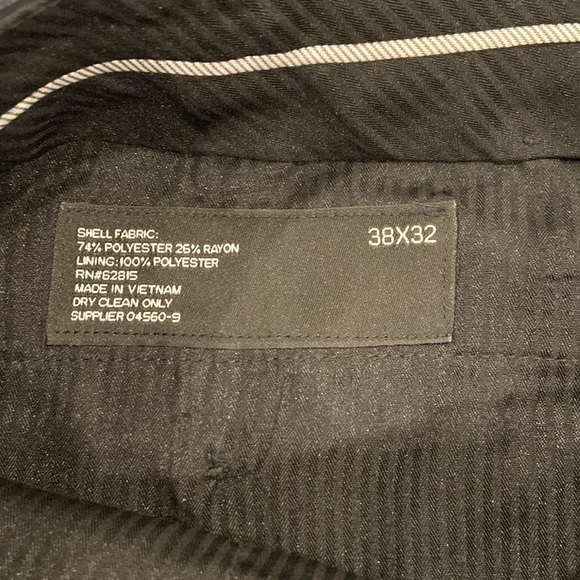 SHELL FABRIC:
74% POLYESTER 26% RAYON
LINING:100% POLYESTER
RN#62815
MADE IN VIETNAM
DRY CLEAN ONLY
SUPPLIER 04560-9
38X32